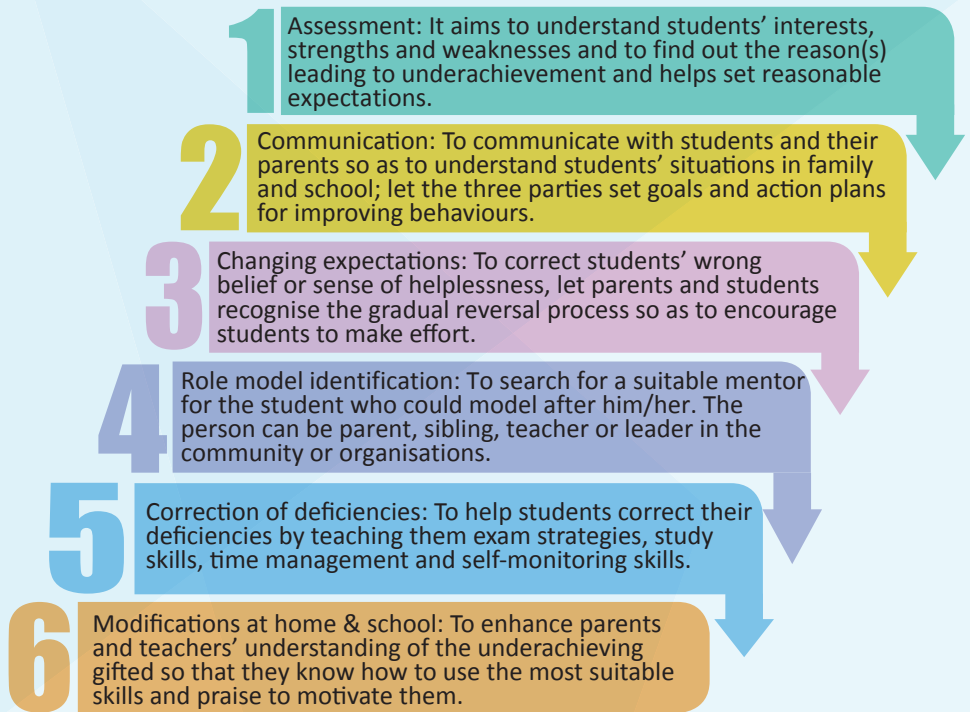 1
Assessment: It aims to understand students’ interests,
strengths and weaknesses and to find out the reason(s)
leading to underachievement and helps set reasonable
expectations.
2
Communication: To communicate with students and their
parents so as to understand students’ situations in family
and school; let the three parties set goals and action plans
for improving behaviours.
3
Changing expectations: To correct students’ wrong
belief or sense of helplessness, let parents and students
recognise the gradual reversal process so as to encourage
students to make effort.
4
Role model identification: To search for a suitable mentor
for the student who could model after him/her. The
person can be parent, sibling, teacher or leader in the
community or organisations.
5
Correction of deficiencies: To help students correct their
deficiencies by teaching them exam strategies, study
skills, time management and self-monitoring skills.
6
Modifications at home & school: To enhance parents
and teachers’ understanding of the underachieving
gifted so that they know how to use the most suitable
skills and praise to motivate them.